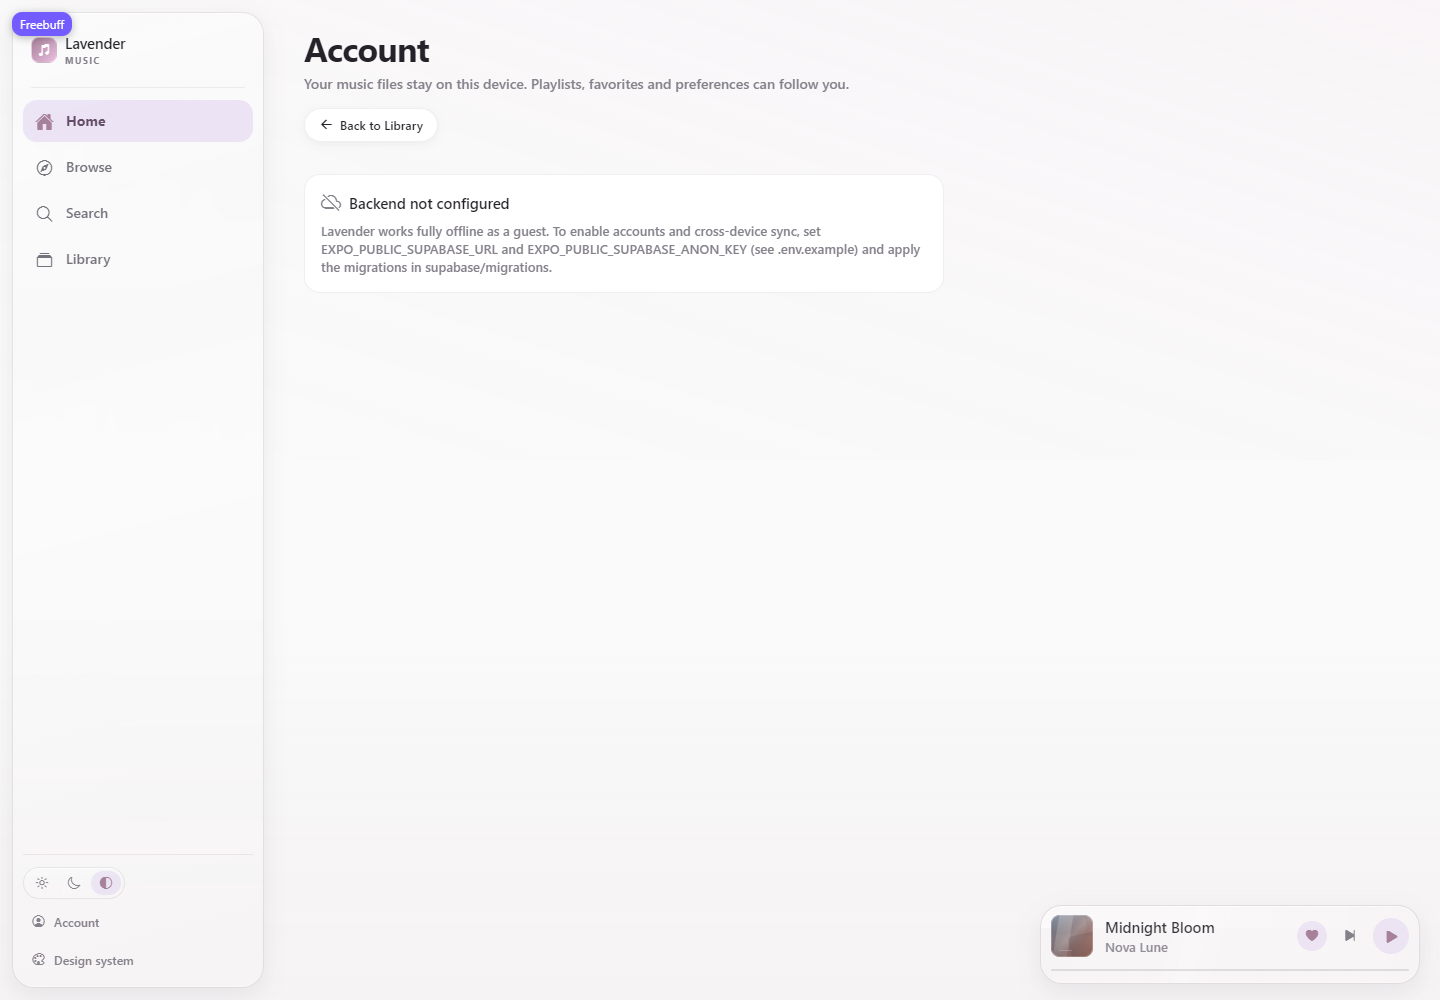 Freebuff
Lavender
MUSIC
Home
Browse
Search
Library
Account
Design system
Account
Your music files stay on this device. Playlists, favorites and preferences can follow you.
Back to Library
Backend not configured
Lavender works fully offline as a guest. To enable accounts and cross-device sync, set
EXPO_PUBLIC_SUPABASE_URL and EXPO_PUBLIC_SUPABASE_ANON_KEY (see .env.example) and apply
the migrations in supabase/migrations.
Midnight Bloom
Nova Lune